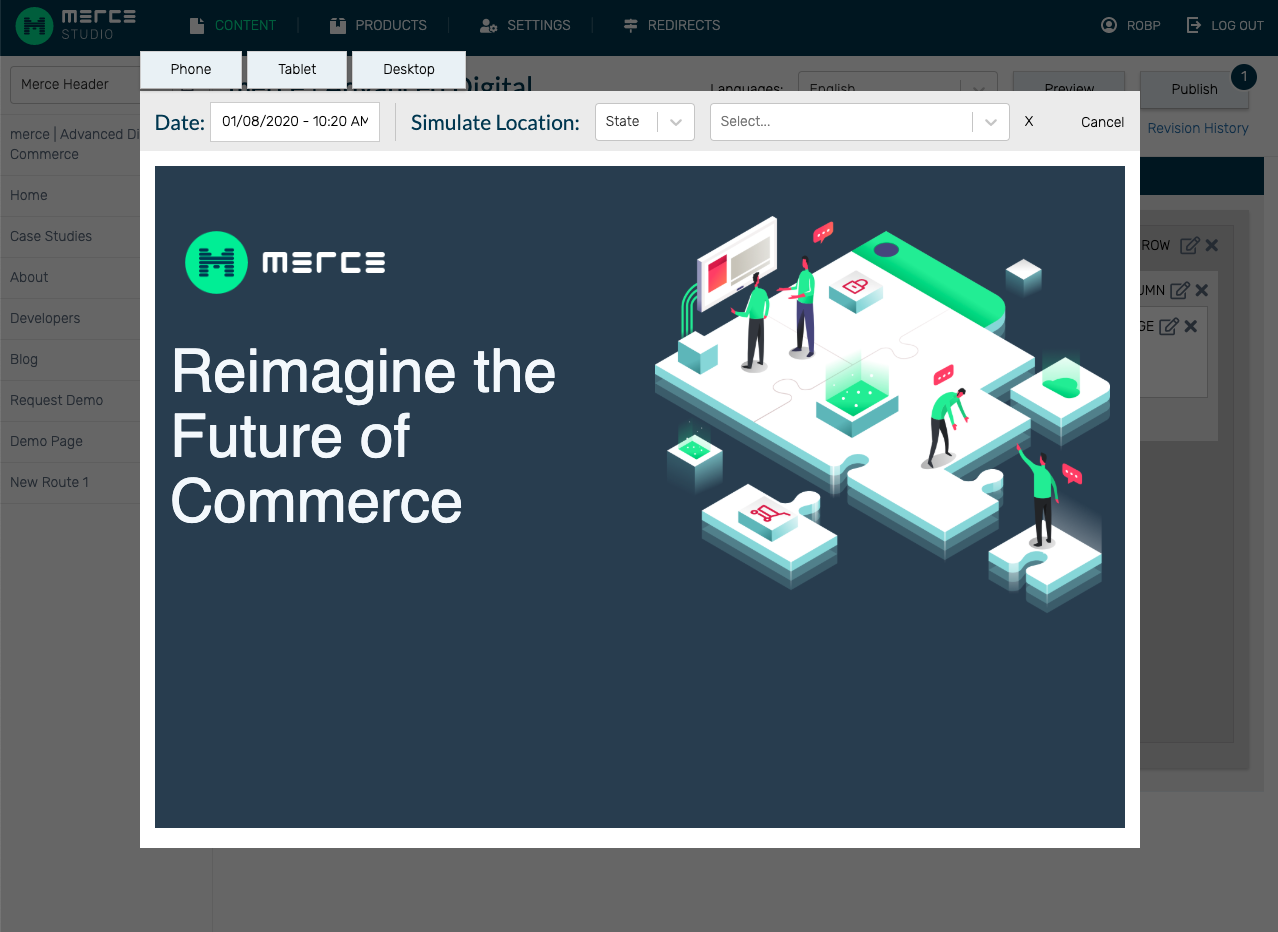 merce
STUDIO
CONTENT
PRODUCTS
SETTINGS
REDIRECTS
ROBP
LOG OUT
Phone
Tablet
Desktop
Merce Header
Advanced Digital
Languages:
English
Preview
Publish
1
Date:
01/08/2020 - 10:20 AM
Simulate Location:
State
Select...
X
Cancel
Revision History
merce | Advanced Di
Commerce
Home
Case Studies
About
Developers
Blog
Request Demo
Demo Page
New Route 1
ROW
UMN
GE
merce
Reimagine the
Future of
Commerce